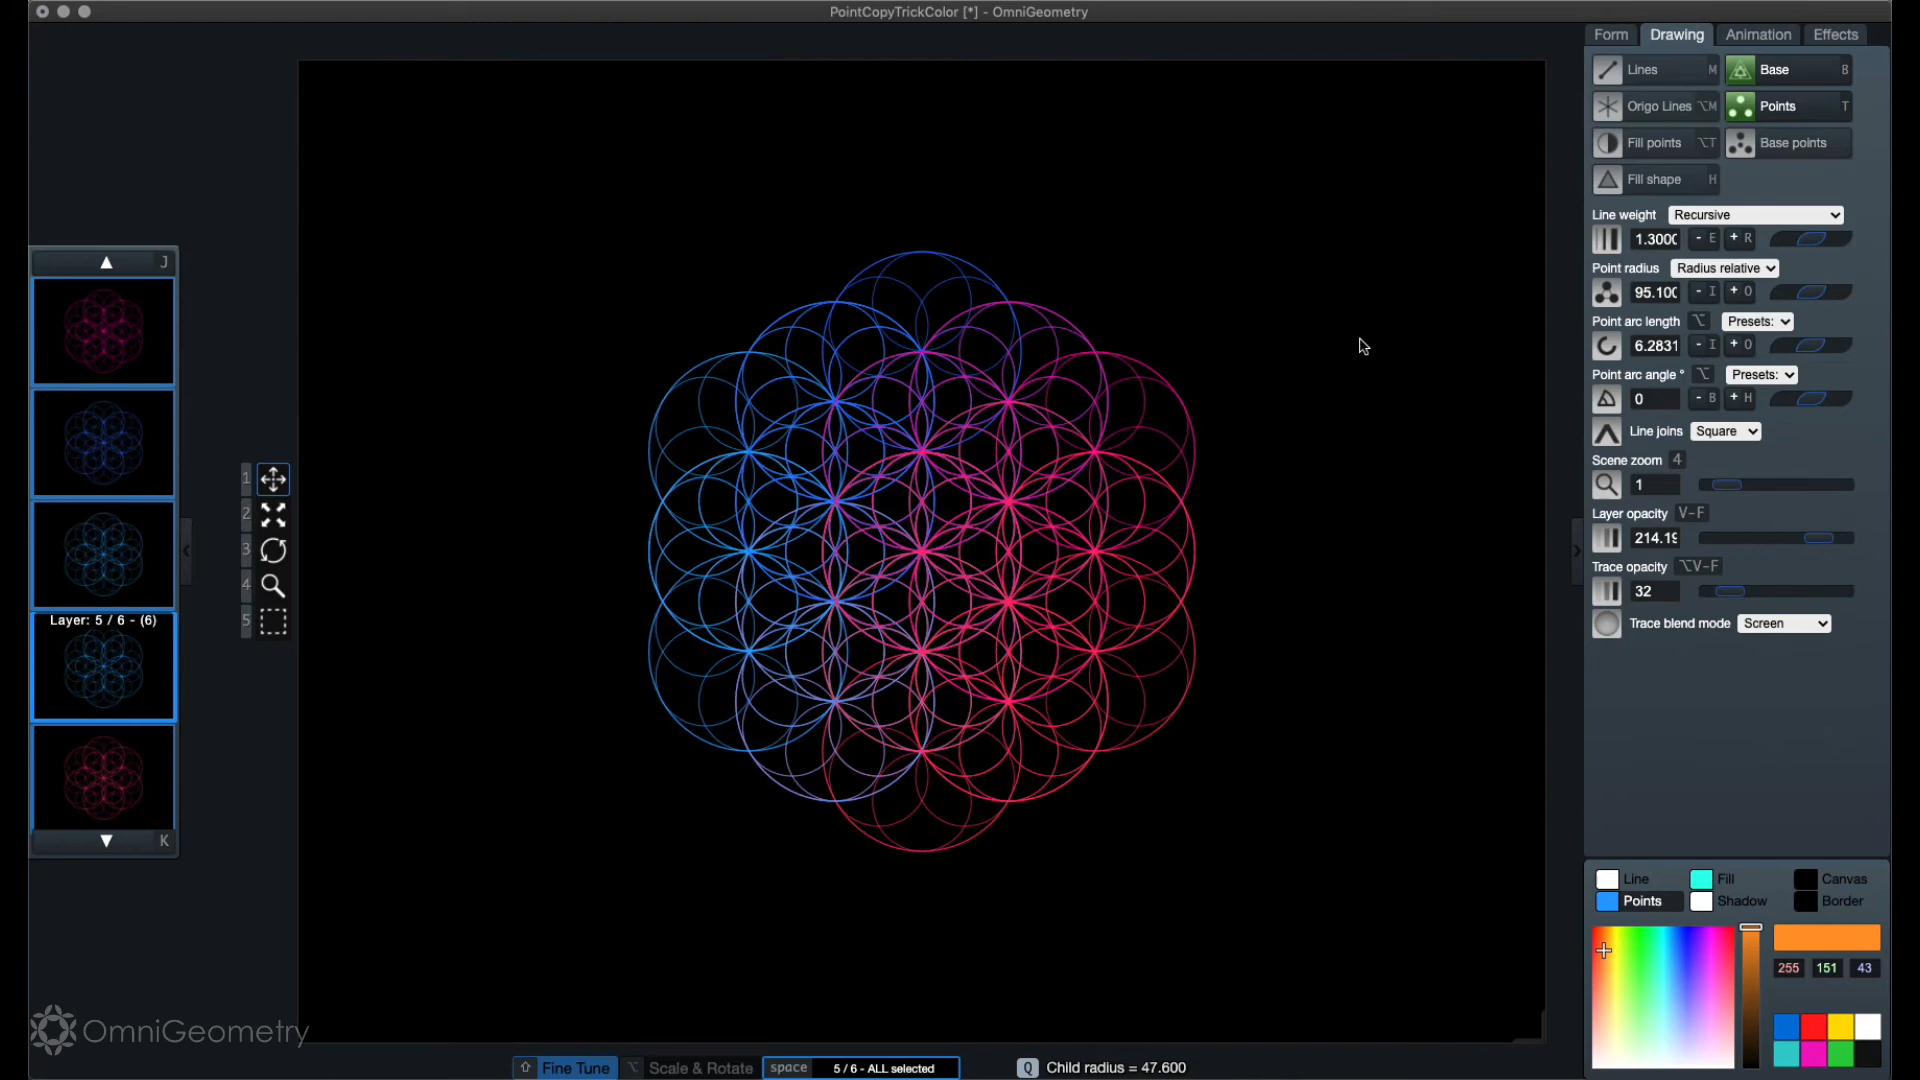 PointCopyTrickColor [*] - OmniGeometry
Form Drawing Animation Effects
Lines M Base B
Origo Lines ⌥M Points T
Fill points ⌥T Base points
Fill shape H
Line weight Recursive
1.300 - E + R
Point radius Radius relative
95.10 - I + O
Point arc length ⌥ Presets:
6.2831 - I + O
Point arc angle ° ⌥ Presets:
0 - B + H
Line joins Square
Scene zoom 4
1
Layer opacity V-F
214.19
Trace opacity ⌥V-F
32
Trace blend mode Screen
▲ J
Layer: 5 / 6 - (6)
▼ K
1
2
3
4
5
Line Fill Canvas
Points Shadow Border
255 151 43
OmniGeometry
⇧ Fine Tune ⌥ Scale & Rotate space 5 / 6 - ALL selected Q Child radius = 47.600